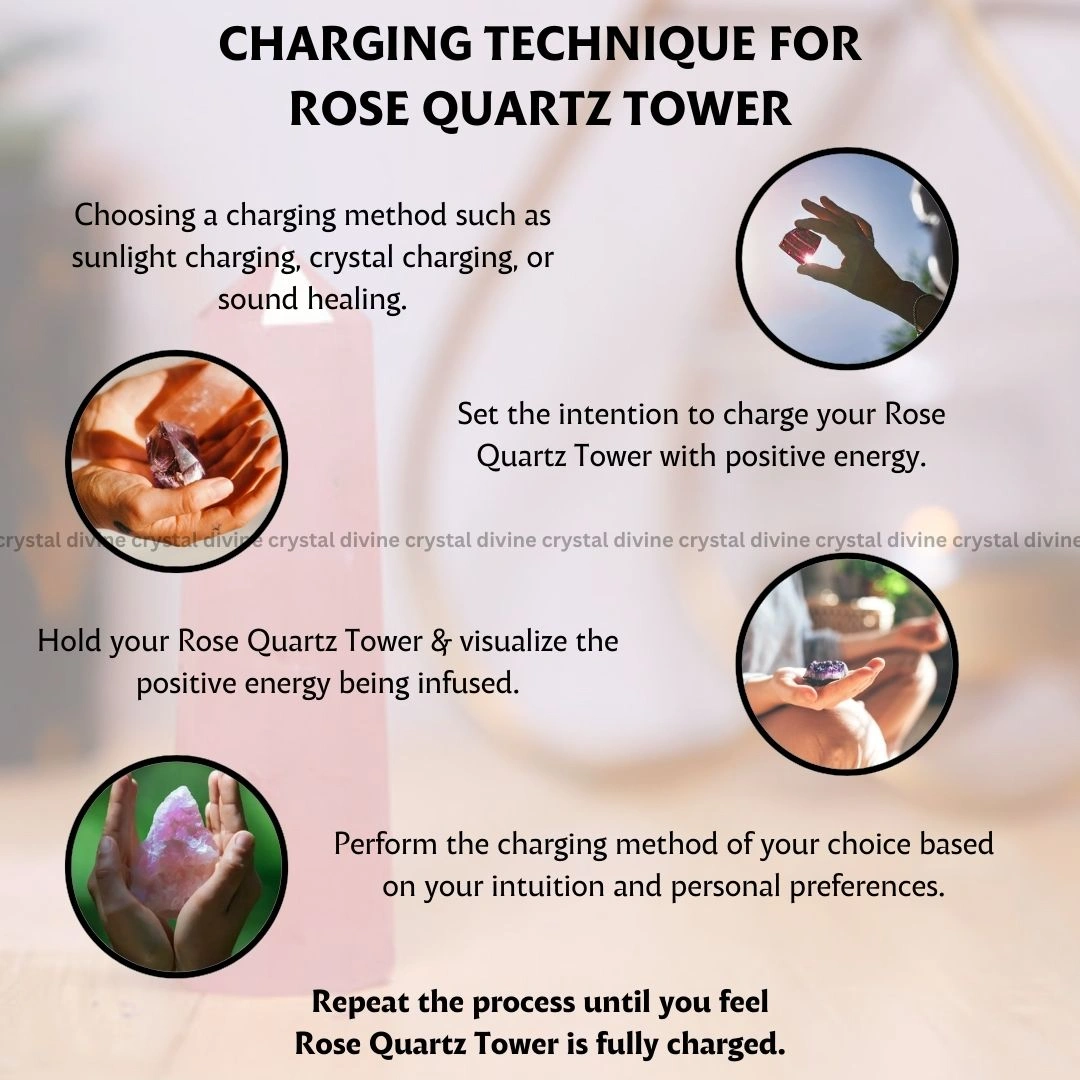 CHARGING TECHNIQUE FOR
ROSE QUARTZ TOWER
Choosing a charging method such as
sunlight charging, crystal charging, or
sound healing.
Set the intention to charge your Rose
Quartz Tower with positive energy.
crystal divine crystal divine crystal divine crystal divine crystal divine crystal divine crystal divine crystal divine
Hold your Rose Quartz Tower & visualize the
positive energy being infused.
Perform the charging method of your choice based
on your intuition and personal preferences.
Repeat the process until you feel
Rose Quartz Tower is fully charged.